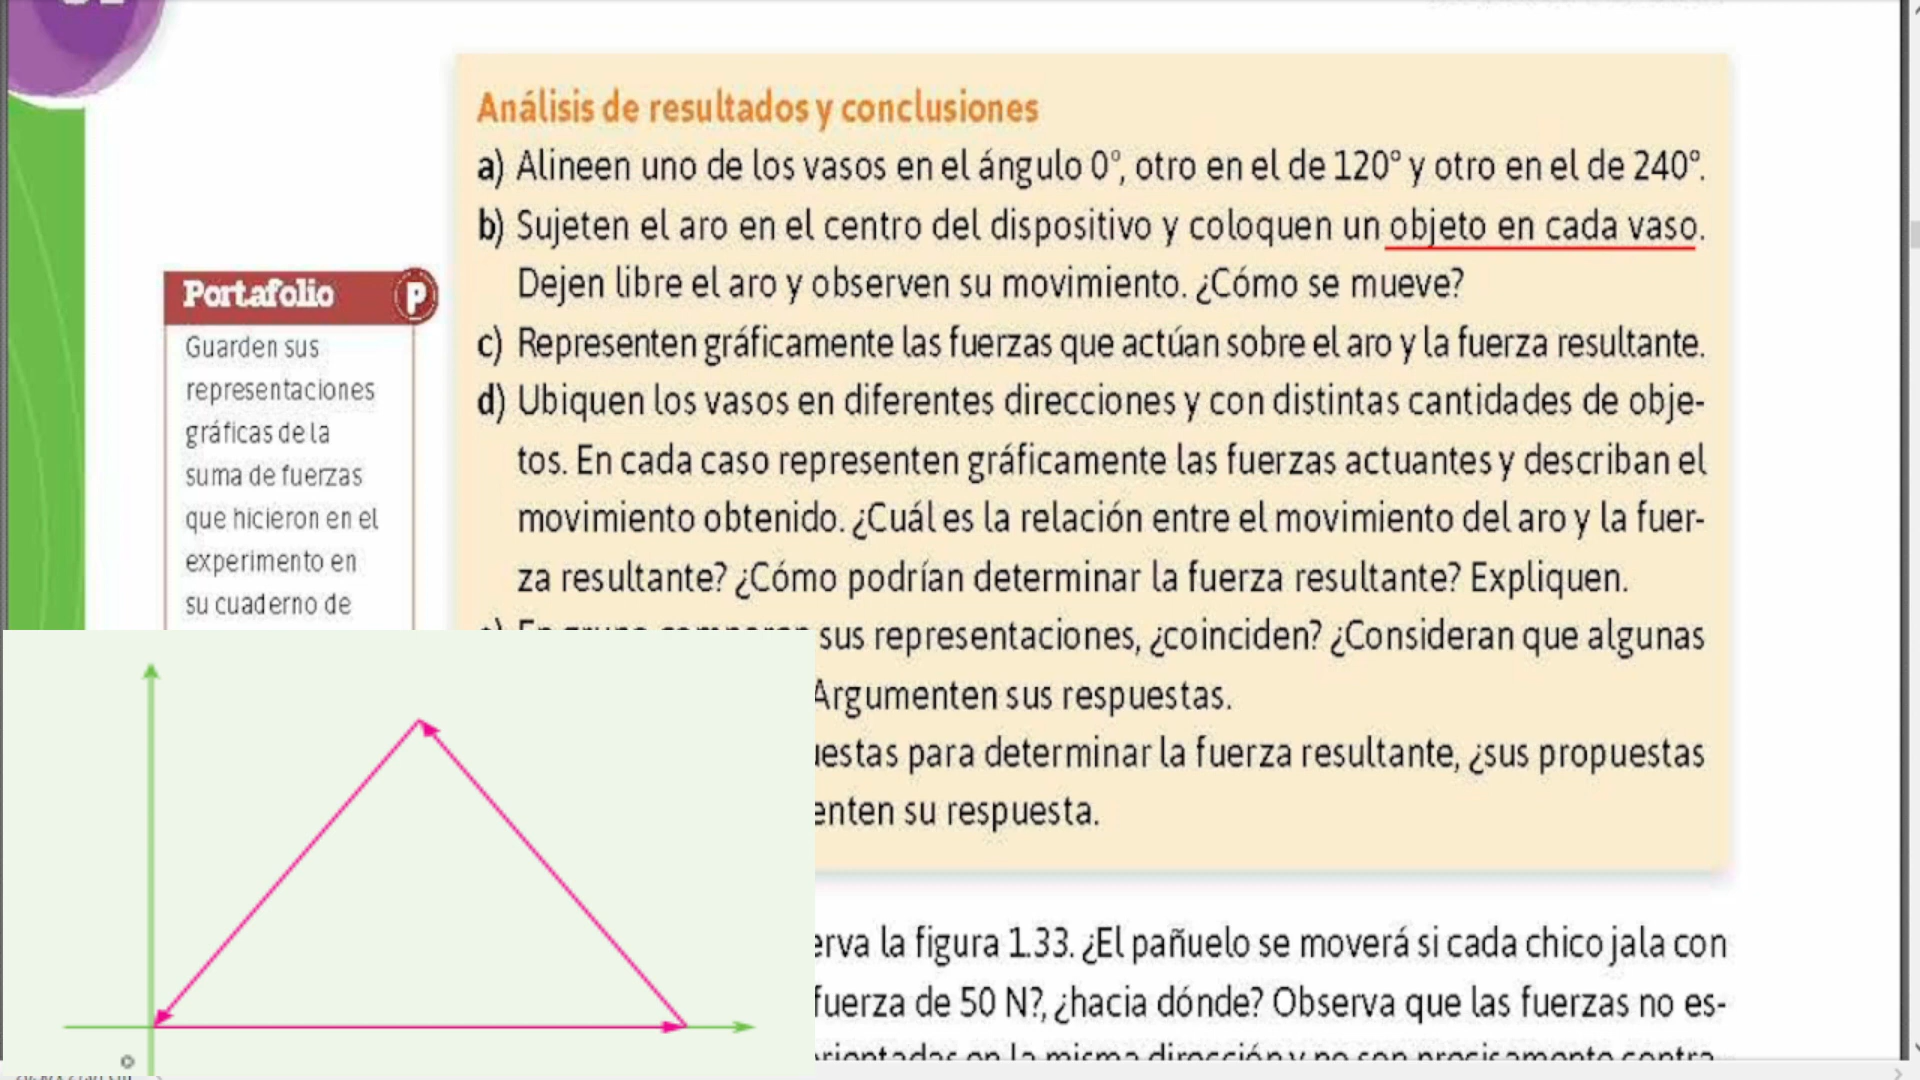 Análisis de resultados y conclusiones
a) Alineen uno de los vasos en el ángulo 0°, otro en el de 120° y otro en el de 240°.
b) Sujeten el aro en el centro del dispositivo y coloquen un objeto en cada vaso.
Dejen libre el aro y observen su movimiento. ¿Cómo se mueve?
c) Representen gráficamente las fuerzas que actúan sobre el aro y la fuerza resultante.
d) Ubiquen los vasos en diferentes direcciones y con distintas cantidades de obje-
tos. En cada caso representen gráficamente las fuerzas actuantes y describan el
movimiento obtenido. ¿Cuál es la relación entre el movimiento del aro y la fuer-
za resultante? ¿Cómo podrían determinar la fuerza resultante? Expliquen.
sus representaciones, ¿coinciden? ¿Consideran que algunas
Argumenten sus respuestas.
uestas para determinar la fuerza resultante, ¿sus propuestas
enten su respuesta.
Portafolio P
Guarden sus
representaciones
gráficas de la
suma de fuerzas
que hicieron en el
experimento en
su cuaderno de
erva la figura 1.33. ¿El pañuelo se moverá si cada chico jala con
fuerza de 50 N?, ¿hacia dónde? Observa que las fuerzas no es-